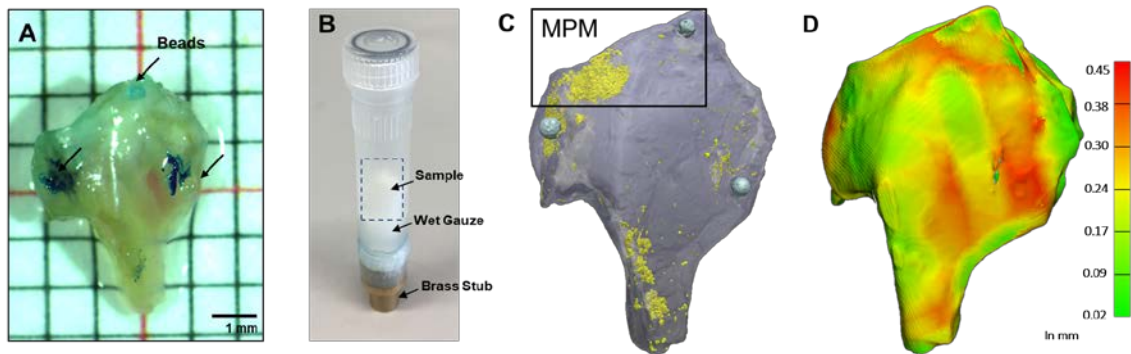 A
Beads
1 mm
B
Sample
Wet Gauze
Brass Stub
C
MPM
D
0.45
0.38
0.30
0.24
0.17
0.09
0.02
In mm